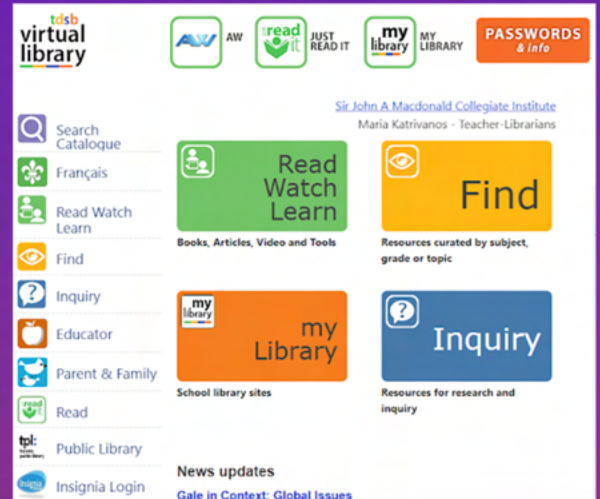 tdsb
virtual
library
AW
AW
read
it
JUST
READ IT
my
library
MY
LIBRARY
PASSWORDS
& info
Sir John A Macdonald Collegiate Institute
Maria Katrivanos - Teacher-Librarians
Search
Catalogue
Français
Read Watch
Learn
Find
Inquiry
Educator
Parent & Family
read
it
Read
tpl:
Public Library
Insignia
Insignia Login
Read
Watch
Learn
Books, Articles, Video and Tools
Find
Resources curated by subject,
grade or topic
my
library
my
Library
School library sites
?
Inquiry
Resources for research and
inquiry
News updates
Gale in Context: Global Issues